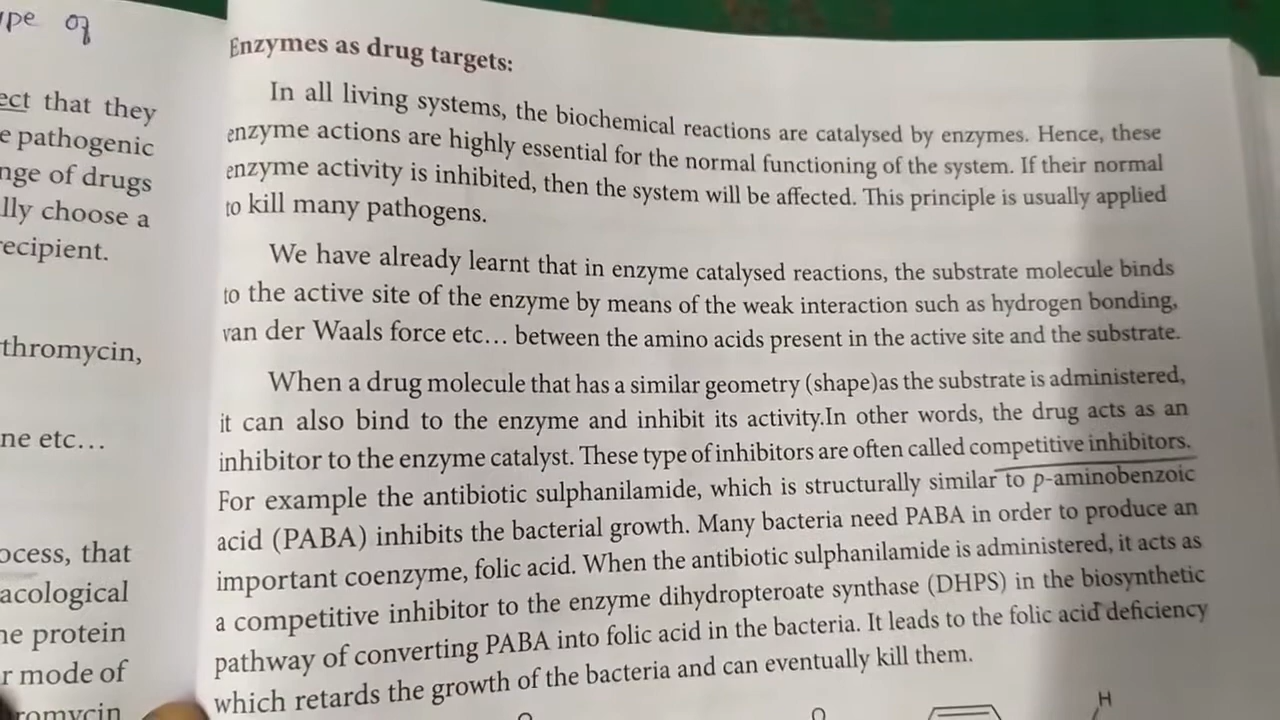 ype of
ect that they
e pathogenic
nge of drugs
lly choose a
recipient.
thromycin,
ne etc...
ocess, that
acological
ne protein
r mode of
romycin
Enzymes as drug targets:
In all living systems, the biochemical reactions are catalysed by enzymes. Hence, these
enzyme actions are highly essential for the normal functioning of the system. If their normal
enzyme activity is inhibited, then the system will be affected. This principle is usually applied
to kill many pathogens.
We have already learnt that in enzyme catalysed reactions, the substrate molecule binds
to the active site of the enzyme by means of the weak interaction such as hydrogen bonding,
van der Waals force etc... between the amino acids present in the active site and the substrate.
When a drug molecule that has a similar geometry (shape)as the substrate is administered,
it can also bind to the enzyme and inhibit its activity.In other words, the drug acts as an
inhibitor to the enzyme catalyst. These type of inhibitors are often called competitive inhibitors.
For example the antibiotic sulphanilamide, which is structurally similar to p-aminobenzoic
acid (PABA) inhibits the bacterial growth. Many bacteria need PABA in order to produce an
important coenzyme, folic acid. When the antibiotic sulphanilamide is administered, it acts as
a competitive inhibitor to the enzyme dihydropteroate synthase (DHPS) in the biosynthetic
pathway of converting PABA into folic acid in the bacteria. It leads to the folic acid deficiency
which retards the growth of the bacteria and can eventually kill them.
O O H